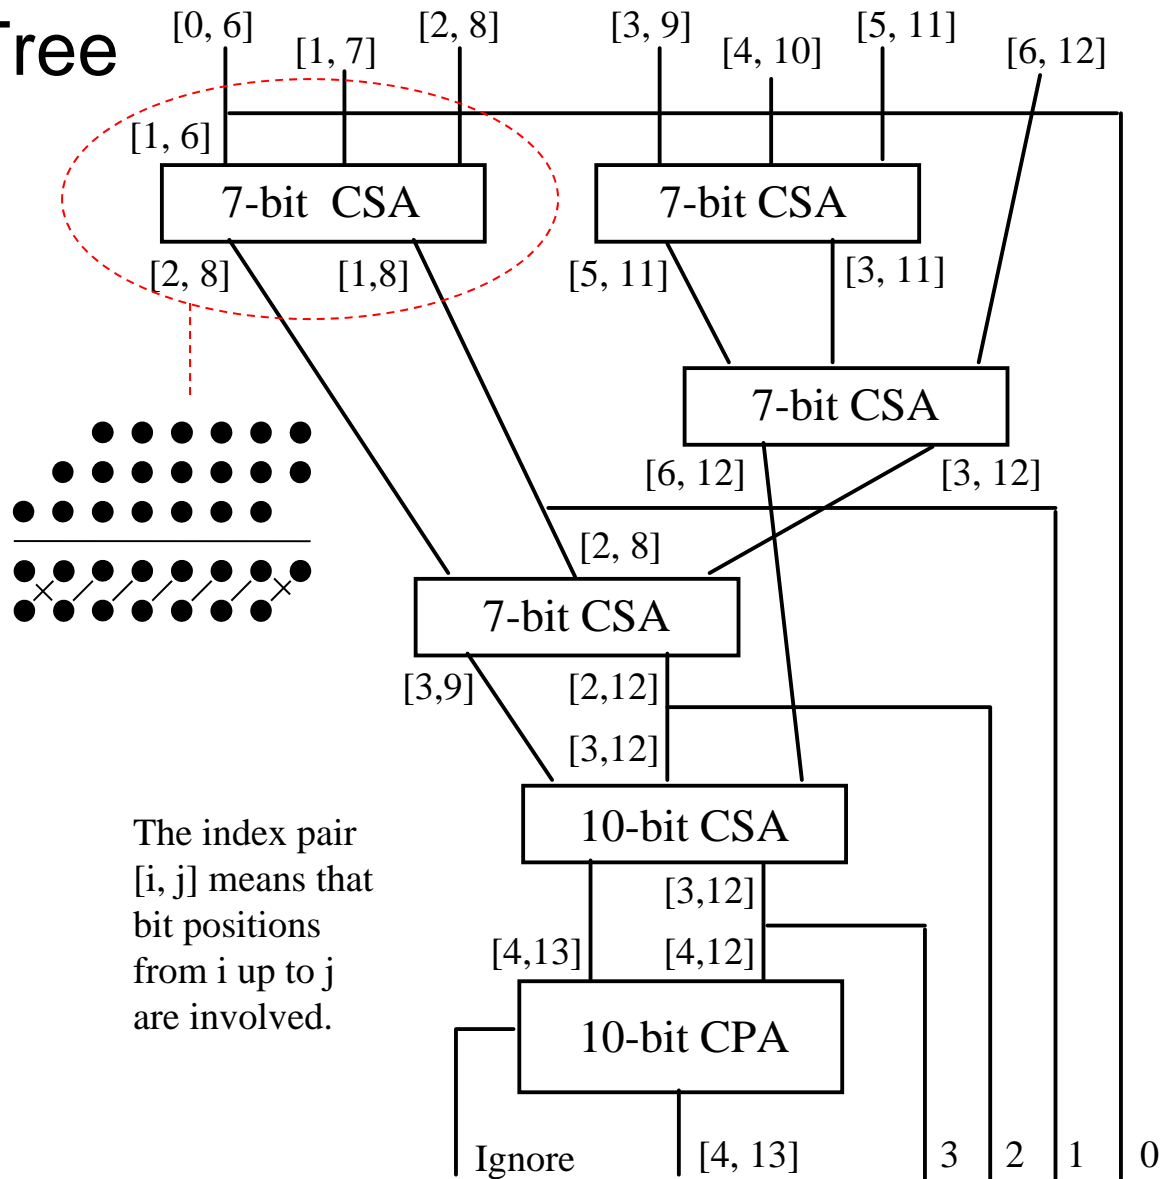 Tree
[0, 6]
[1, 7]
[2, 8]
[3, 9]
[4, 10]
[5, 11]
[6, 12]
[1, 6]
7-bit CSA
7-bit CSA
[2, 8]
[1,8]
[5, 11]
[3, 11]
7-bit CSA
[6, 12]
[3, 12]
[2, 8]
7-bit CSA
[3,9]
[2,12]
[3,12]
10-bit CSA
The index pair
[i, j] means that
bit positions
from i up to j
are involved.
[3,12]
[4,13]
[4,12]
10-bit CPA
Ignore
[4, 13]
3
2
1
0